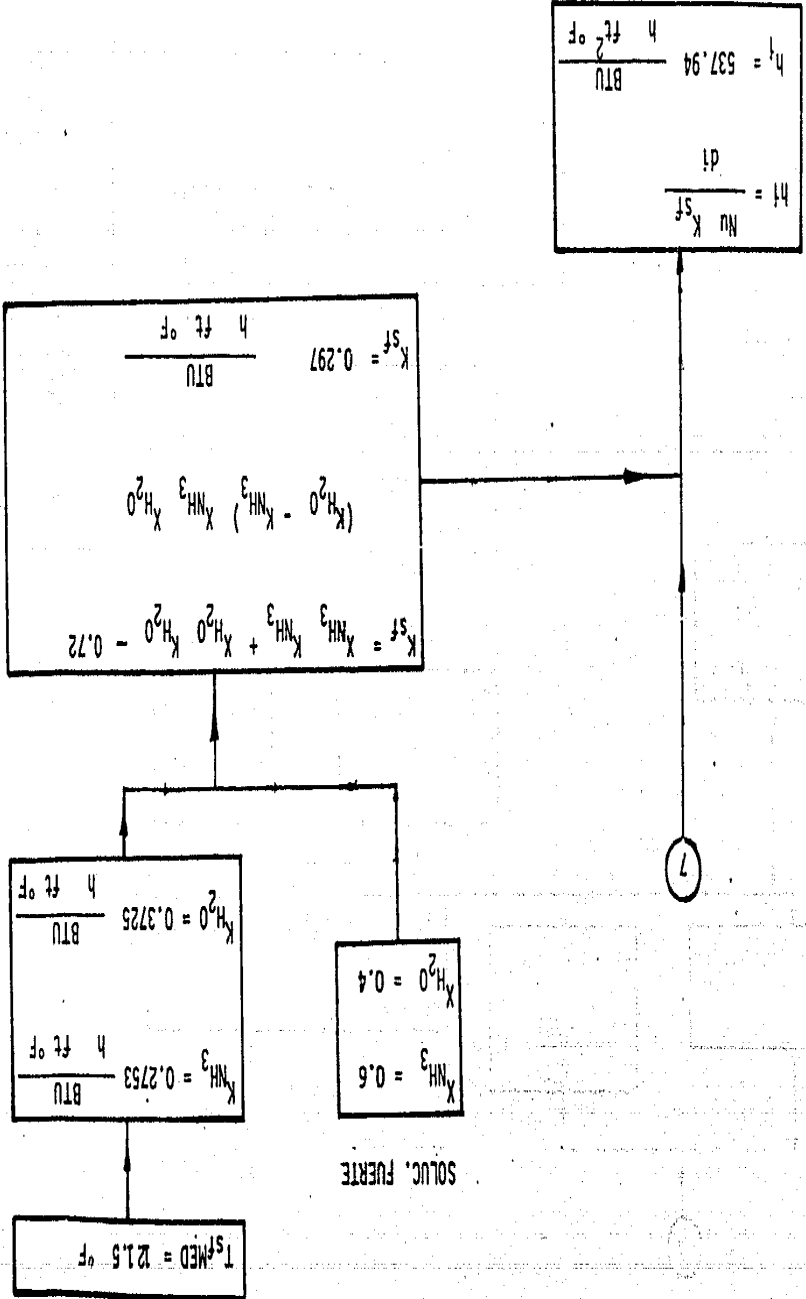 T_sf MED = 121.5 °F
SOLUC. FUERTE
K_NH3 = 0.2753 BTU / h ft °F
K_H2O = 0.3725 BTU / h ft °F
X_NH3 = 0.6
X_H2O = 0.4
7
K_sf = X_NH3 K_NH3 + X_H2O K_H2O - 0.72
(K_H2O - K_NH3) X_NH3 X_H2O
K_sf = 0.297 BTU / h ft °F
hi = Nu K_sf / di
h_i = 537.94 BTU / h ft² °F